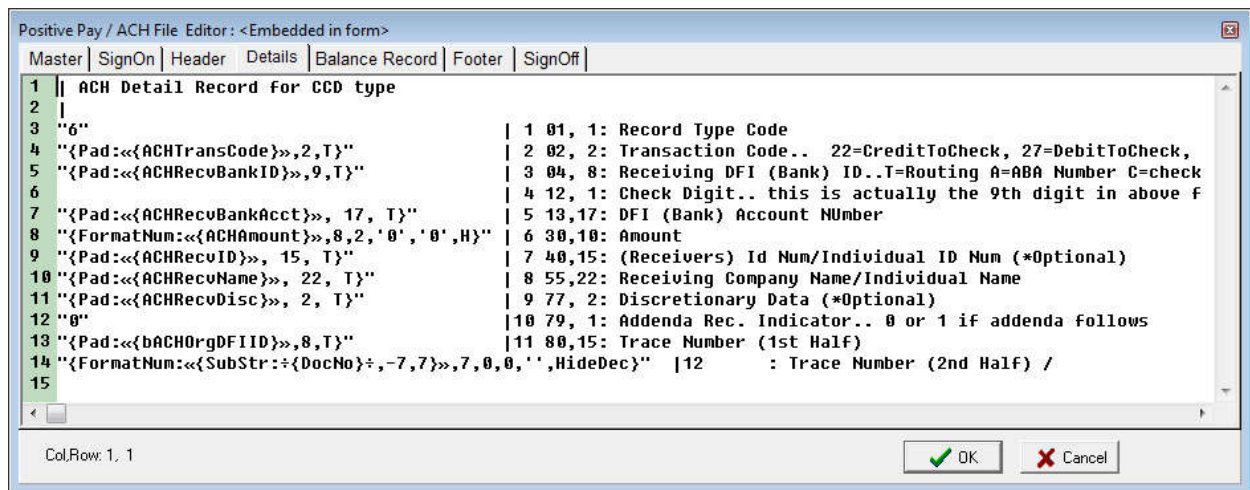 Positive Pay / ACH File Editor : <Embedded in form>
Master SignOn Header Details Balance Record Footer SignOff
1 | ACH Detail Record for CCD type
2 |
3 "6" | 1 01, 1: Record Type Code
4 "{Pad:«{ACHTransCode}»,2,T}" | 2 02, 2: Transaction Code.. 22=CreditToCheck, 27=DebitToCheck,
5 "{Pad:«{ACHRecvBankID}»,9,T}" | 3 04, 8: Receiving DFI (Bank) ID..T=Routing A=ABA Number C=check
6 | 4 12, 1: Check Digit.. this is actually the 9th digit in above f
7 "{Pad:«{ACHRecvBankAcct}», 17, T}" | 5 13,17: DFI (Bank) Account NUmber
8 "{FormatNum:«{ACHAmount}»,8,2,'0','0',H}" | 6 30,10: Amount
9 "{Pad:«{ACHRecvID}», 15, T}" | 7 40,15: (Receivers) Id Num/Individual ID Num (*Optional)
10 "{Pad:«{ACHRecvName}», 22, T}" | 8 55,22: Receiving Company Name/Individual Name
11 "{Pad:«{ACHRecvDisc}», 2, T}" | 9 77, 2: Discretionary Data (*Optional)
12 "0" |10 79, 1: Addenda Rec. Indicator.. 0 or 1 if addenda follows
13 "{Pad:«{bACHOrgDFIID}»,8,T}" |11 80,15: Trace Number (1st Half)
14 "{FormatNum:«{SubStr:÷{DocNo}÷,-7,7}»,7,0,0,'',HideDec}" |12 : Trace Number (2nd Half) /
15
Col,Row: 1, 1
OK Cancel